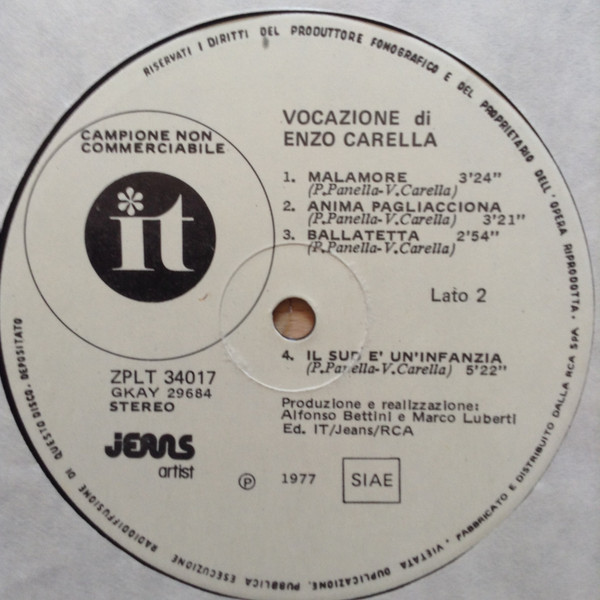 RISERVATI I DIRITTI DEL PRODUTTORE FONOGRAFICO E DEL PROPRIETARIO DELL'OPERA RIPRODOTTA · VIETATA DUPLICAZIONE, PUBBLICA ESECUZIONE RADIODIFFUSIONE DI QUESTO DISCO · DEPOSITATO
FABBRICATO E DISTRIBUITO DALLA RCA SPA
CAMPIONE NON
COMMERCIABILE
it
VOCAZIONE di
ENZO CARELLA
1. MALAMORE 3'24"
(P.Panella-V.Carella)
2. ANIMA PAGLIACCIONA
(P.Panella-V.Carella) 3'21"
3. BALLATETTA 2'54"
(P.Panella-V.Carella)
Lato 2
4. IL SUD E' UN'INFANZIA
(P.Panella-V.Carella) 5'22"
ZPLT 34017
GKAY 29684
STEREO
Produzione e realizzazione:
Alfonso Bettini e Marco Luberti
Ed. IT/Jeans/RCA
jeans
artist
℗ 1977
SIAE